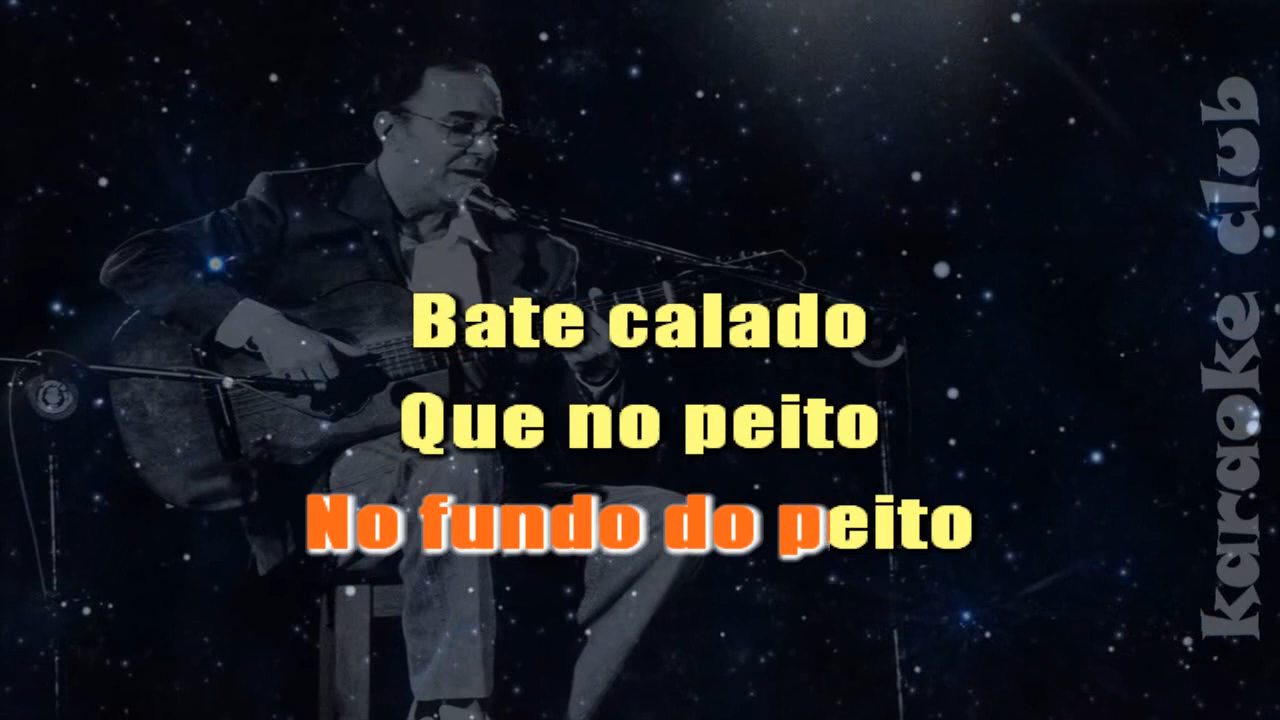 Bate calado
Que no peito
No fundo do peito
karaoke club